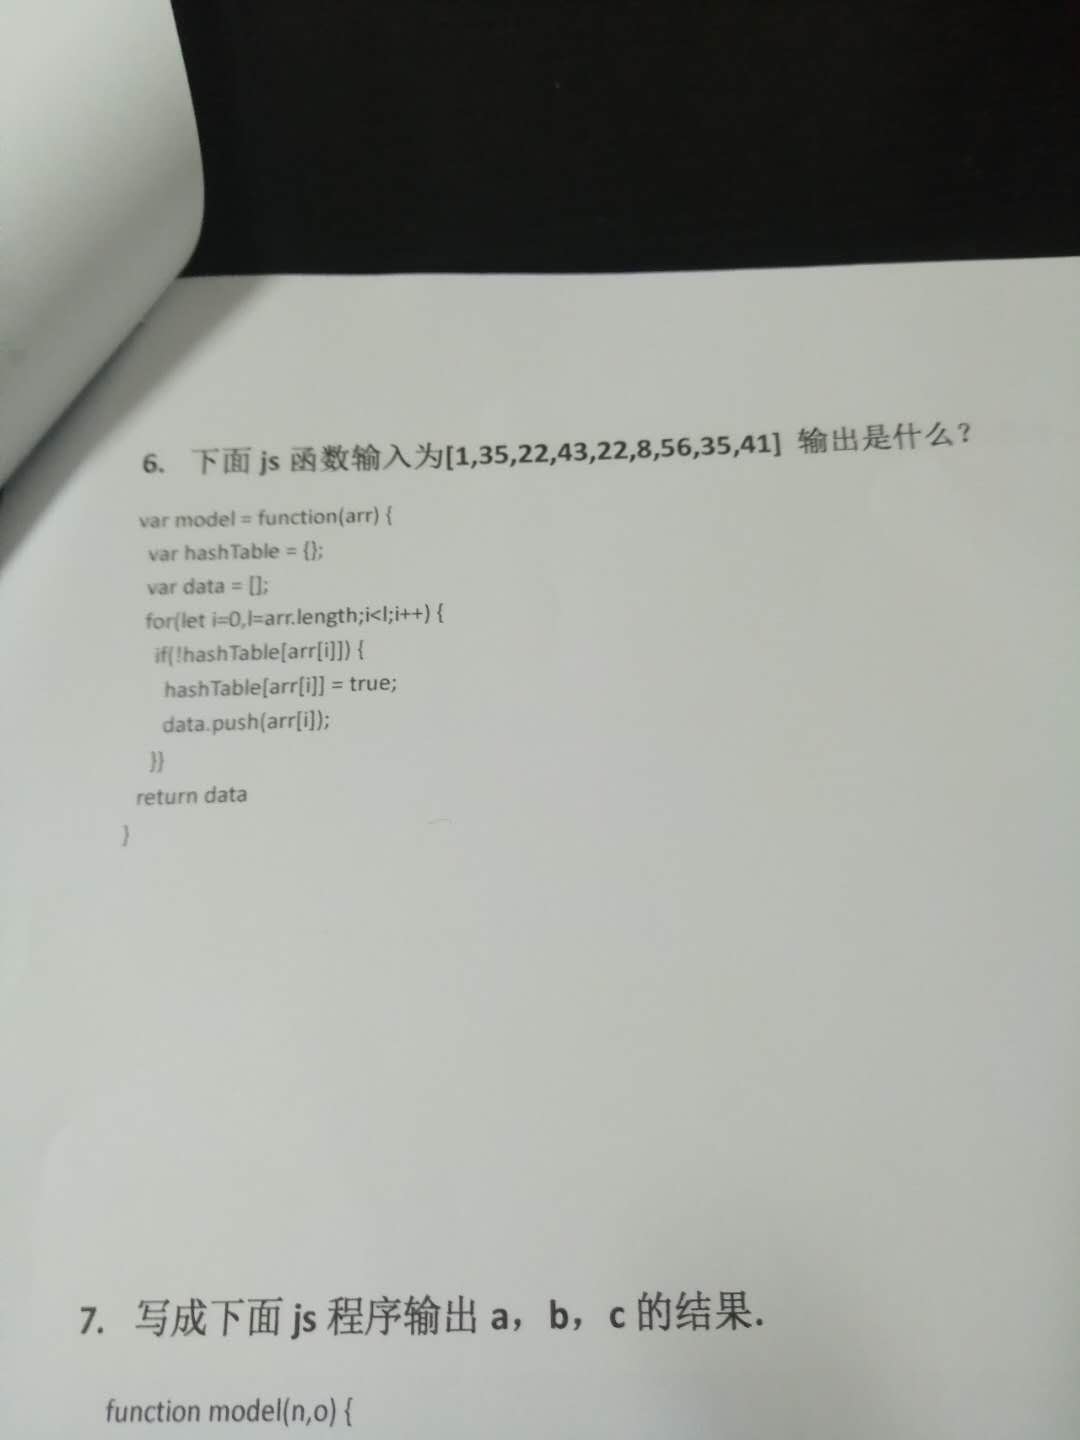 6. 下面 js 函数输入为[1,35,22,43,22,8,56,35,41] 输出是什么?
var model = function(arr) {
var hashTable = {};
var data = [];
for(let i=0,l=arr.length;i<l;i++) {
if(!hashTable[arr[i]]) {
hashTable[arr[i]] = true;
data.push(arr[i]);
}}
return data
}
7. 写成下面 js 程序输出 a，b，c 的结果.
function model(n,o) {